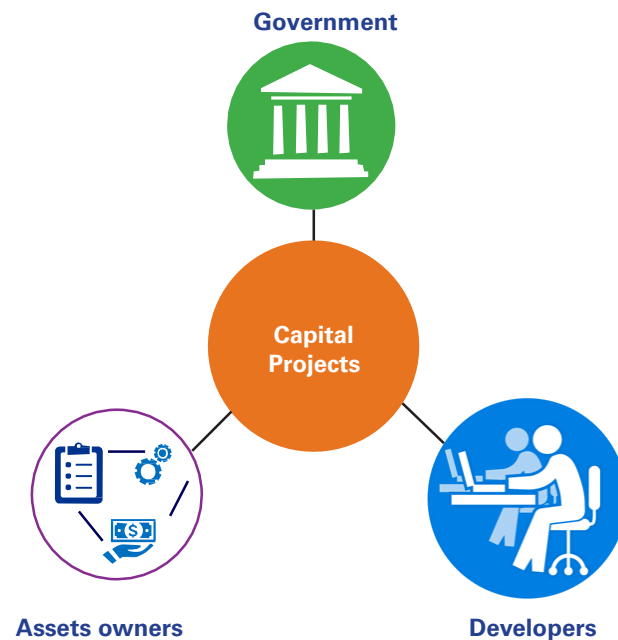 Government
Capital
Projects
$
Assets owners
Developers